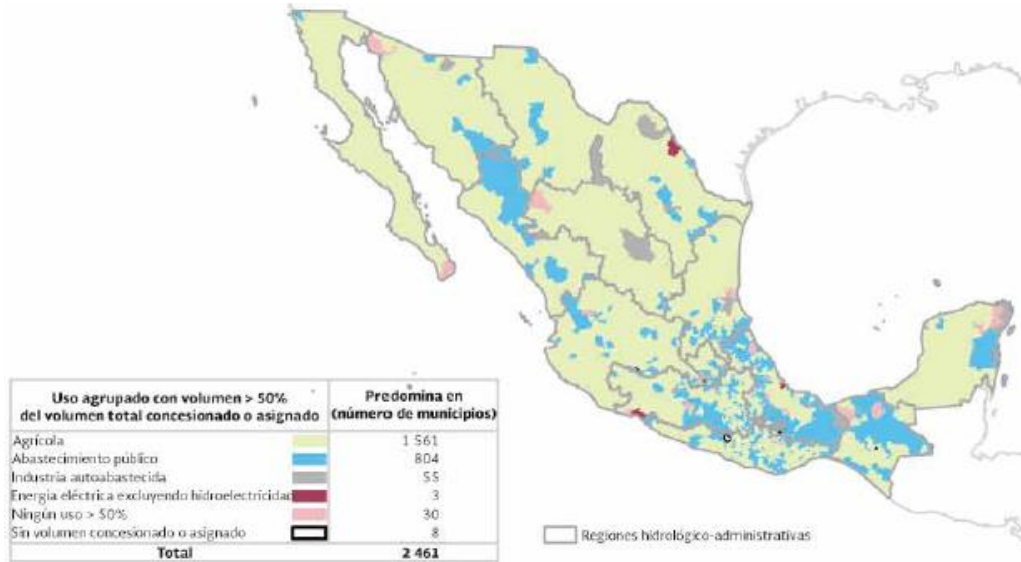 Uso agrupado con volumen > 50%
del volumen total concesionado o asignado
Predomina en
(número de municipios)
Agrícola 1 561
Abastecimiento público 804
Industria autoabastecida 55
Energía eléctrica excluyendo hidroelectricidad 3
Ningún uso > 50% 30
Sin volumen concesionado o asignado 8
Total 2 461
Regiones hidrológico-administrativas